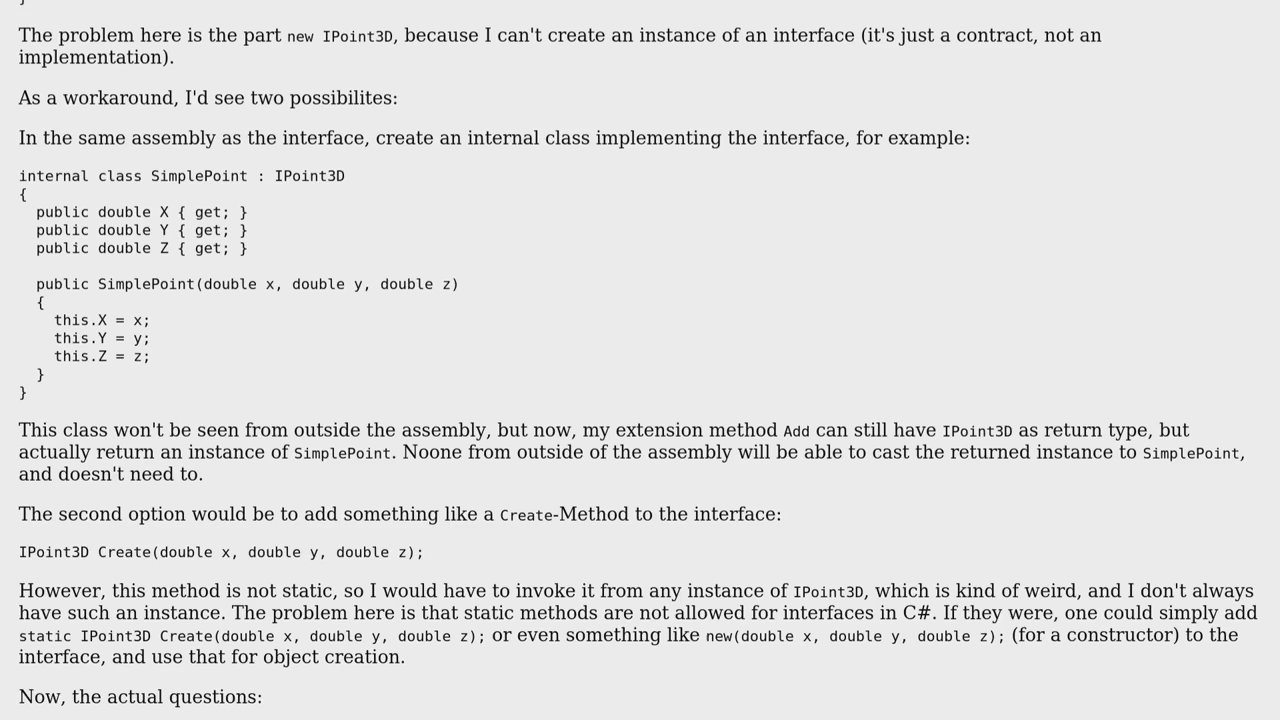 }
The problem here is the part new IPoint3D, because I can't create an instance of an interface (it's just a contract, not an
implementation).
As a workaround, I'd see two possibilites:
In the same assembly as the interface, create an internal class implementing the interface, for example:
internal class SimplePoint : IPoint3D
{
  public double X { get; }
  public double Y { get; }
  public double Z { get; }
  public SimplePoint(double x, double y, double z)
  {
    this.X = x;
    this.Y = y;
    this.Z = z;
  }
}
This class won't be seen from outside the assembly, but now, my extension method Add can still have IPoint3D as return type, but
actually return an instance of SimplePoint. Noone from outside of the assembly will be able to cast the returned instance to SimplePoint,
and doesn't need to.
The second option would be to add something like a Create-Method to the interface:
IPoint3D Create(double x, double y, double z);
However, this method is not static, so I would have to invoke it from any instance of IPoint3D, which is kind of weird, and I don't always
have such an instance. The problem here is that static methods are not allowed for interfaces in C#. If they were, one could simply add
static IPoint3D Create(double x, double y, double z); or even something like new(double x, double y, double z); (for a constructor) to the
interface, and use that for object creation.
Now, the actual questions: